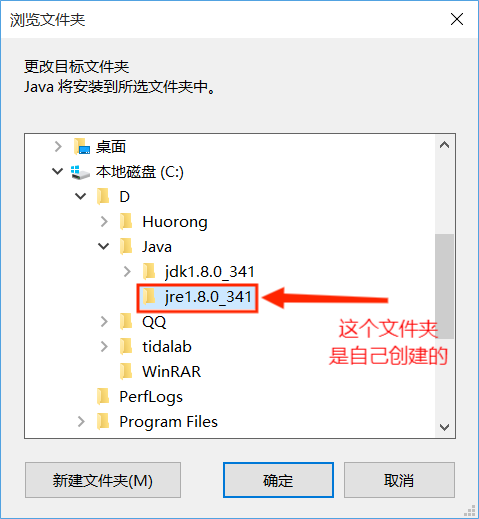 浏览文件夹
更改目标文件夹
Java 将安装到所选文件夹中。
桌面
本地磁盘 (C:)
D
Huorong
Java
jdk1.8.0_341
jre1.8.0_341
QQ
tidalab
WinRAR
PerfLogs
Program Files
这个文件夹
是自己创建的
新建文件夹(M)
确定
取消